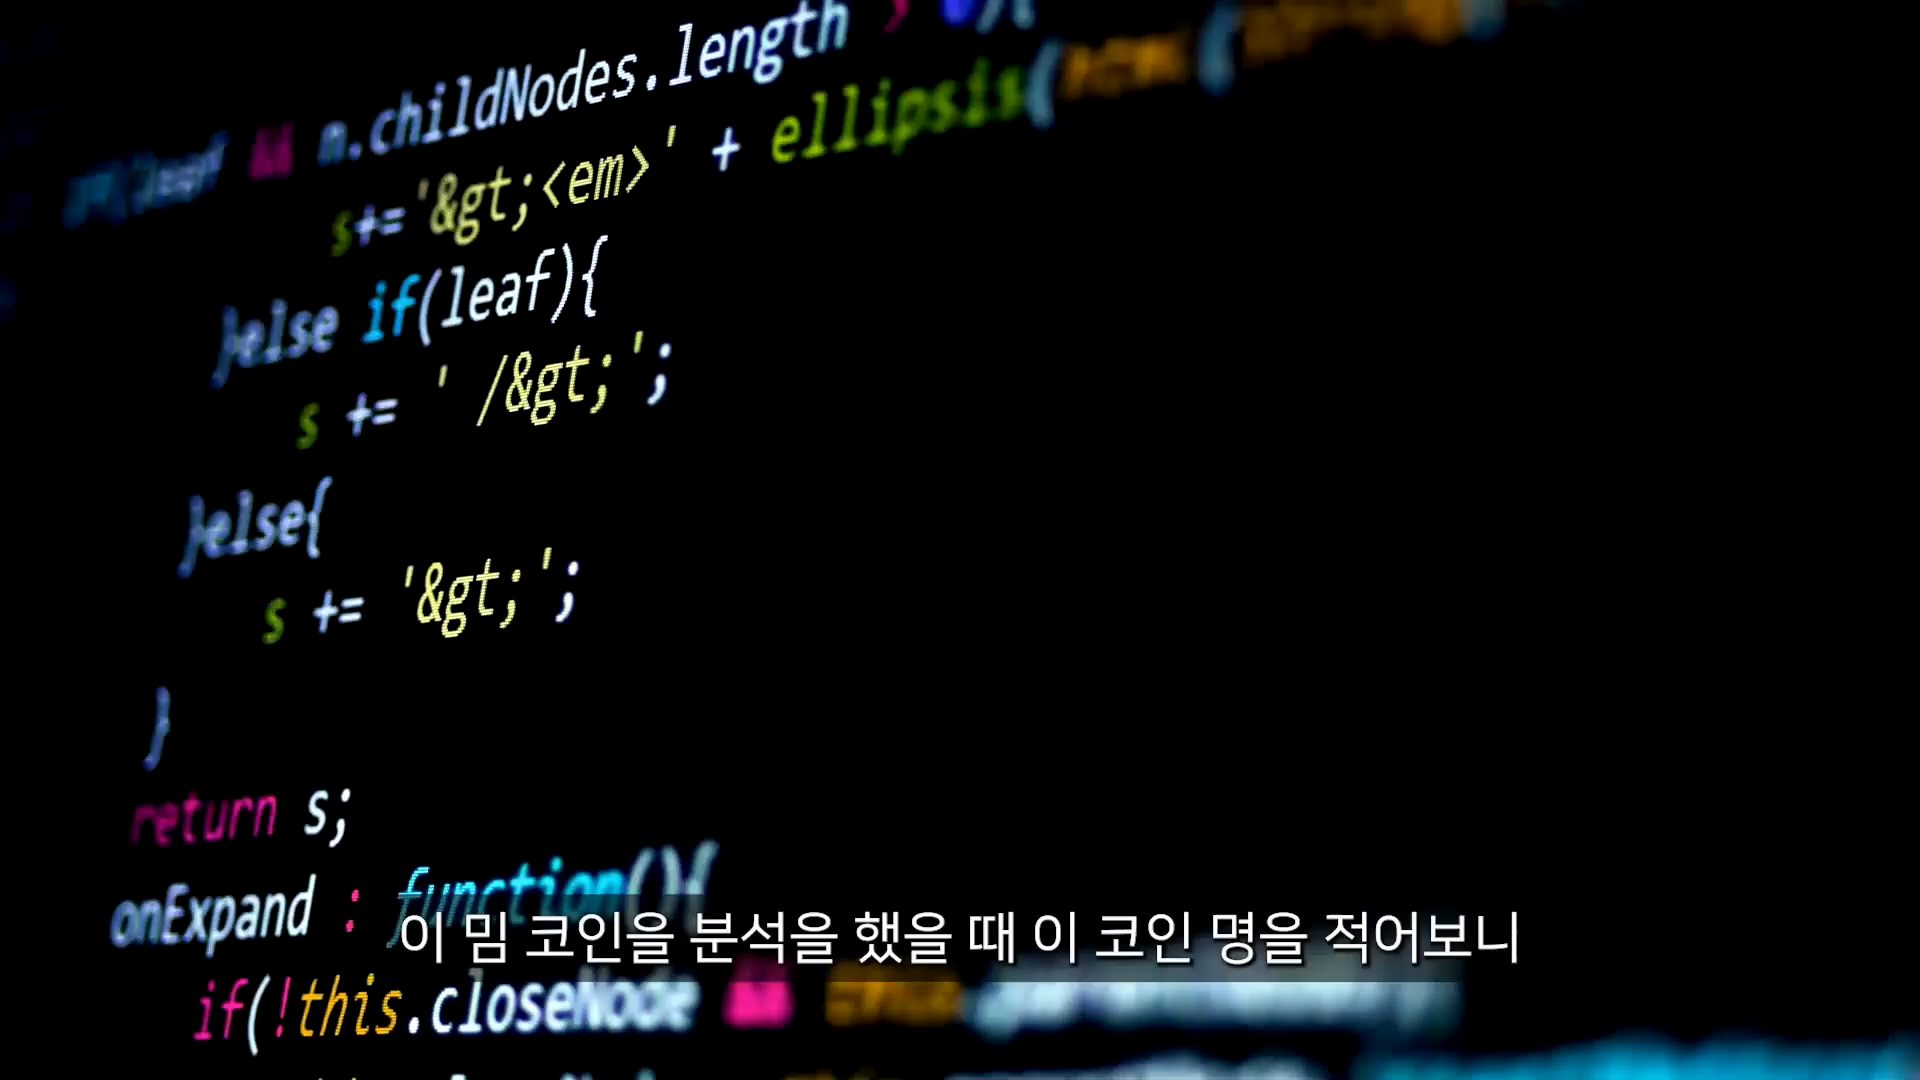 n.childNodes.length > 0){
s+='&gt;<em>' + ellipsis(
}else if(leaf){
s += ' /&gt;';
}else{
s += '&gt;';
}
return s;
onExpand : function(){
이 밈 코인을 분석을 했을 때 이 코인 명을 적어보니
if(!this.closeNode &&